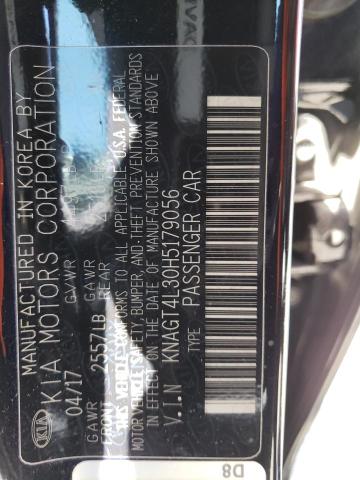 MANUFACTURED IN KOREA BY
KIA KIA MOTORS CORPORATION
04/17 GAWR
GAWR 2557LB GAWR
FRONT REAR
THIS VEHICLE CONFORMS TO ALL APPLICABLE U.S.A. FEDERAL
MOTOR VEHICLE SAFETY, BUMPER, AND THEFT PREVENTION STANDARDS
IN EFFECT ON THE DATE OF MANUFACTURE SHOWN ABOVE
V.I.N KNAGT4L30H5179056
TYPE PASSENGER CAR
D8